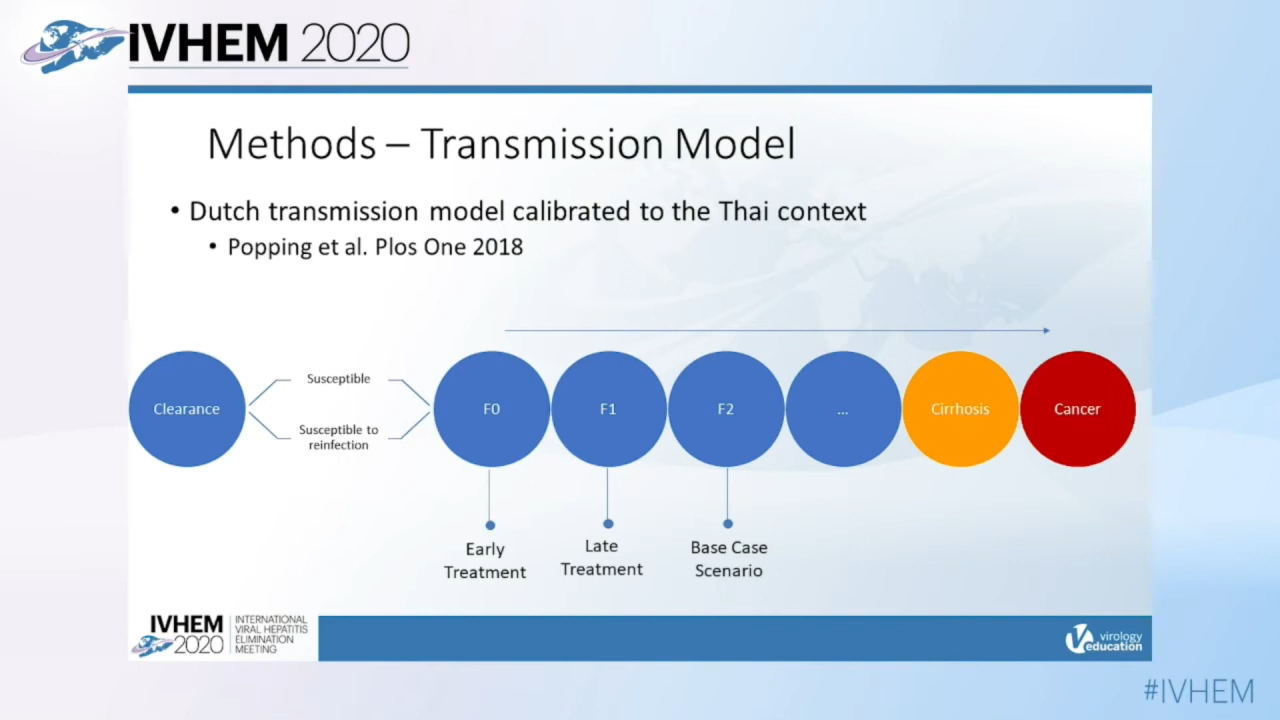 IVHEM 2020
Methods – Transmission Model
• Dutch transmission model calibrated to the Thai context
• Popping et al. Plos One 2018
Clearance
Susceptible
Susceptible to
reinfection
F0
F1
F2
...
Cirrhosis
Cancer
Early
Treatment
Late
Treatment
Base Case
Scenario
IVHEM
2020
INTERNATIONAL
VIRAL HEPATITIS
ELIMINATION
MEETING
virology
education
#IVHEM